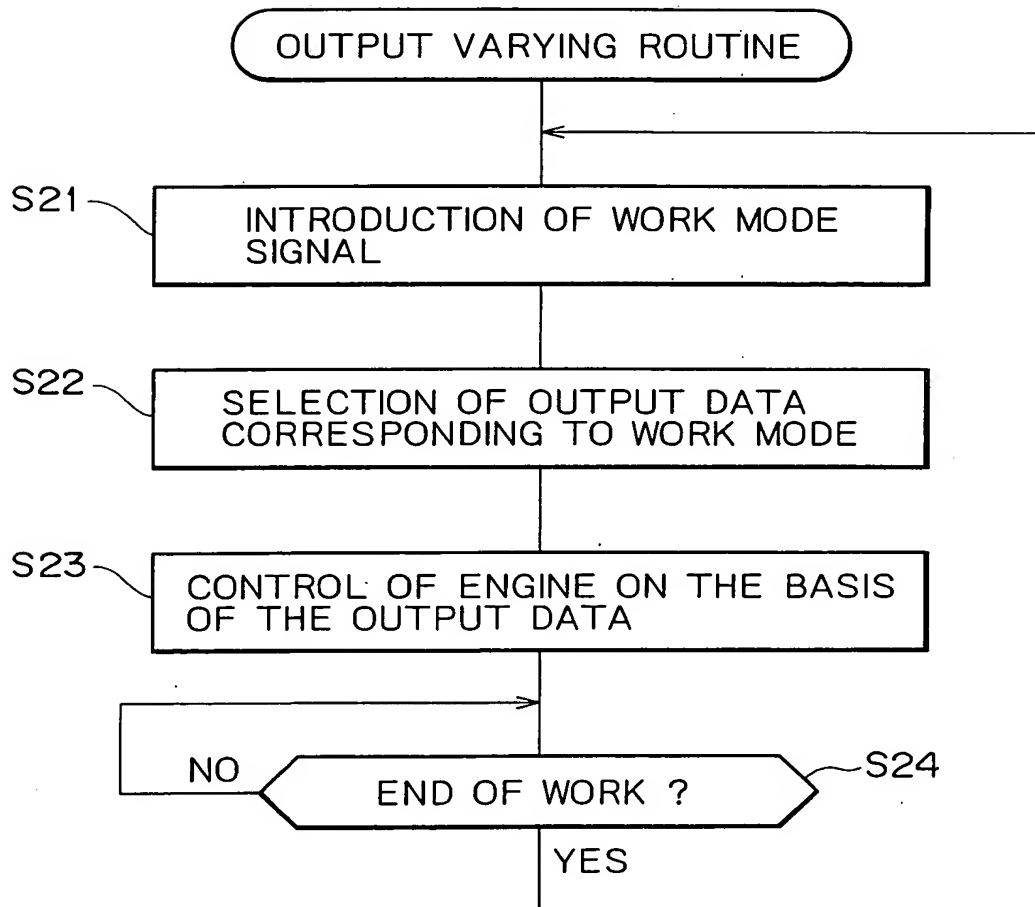 OUTPUT VARYING ROUTINE
S21
INTRODUCTION OF WORK MODE
SIGNAL
S22
SELECTION OF OUTPUT DATA
CORRESPONDING TO WORK MODE
S23
CONTROL OF ENGINE ON THE BASIS
OF THE OUTPUT DATA
NO
END OF WORK ?
S24
YES